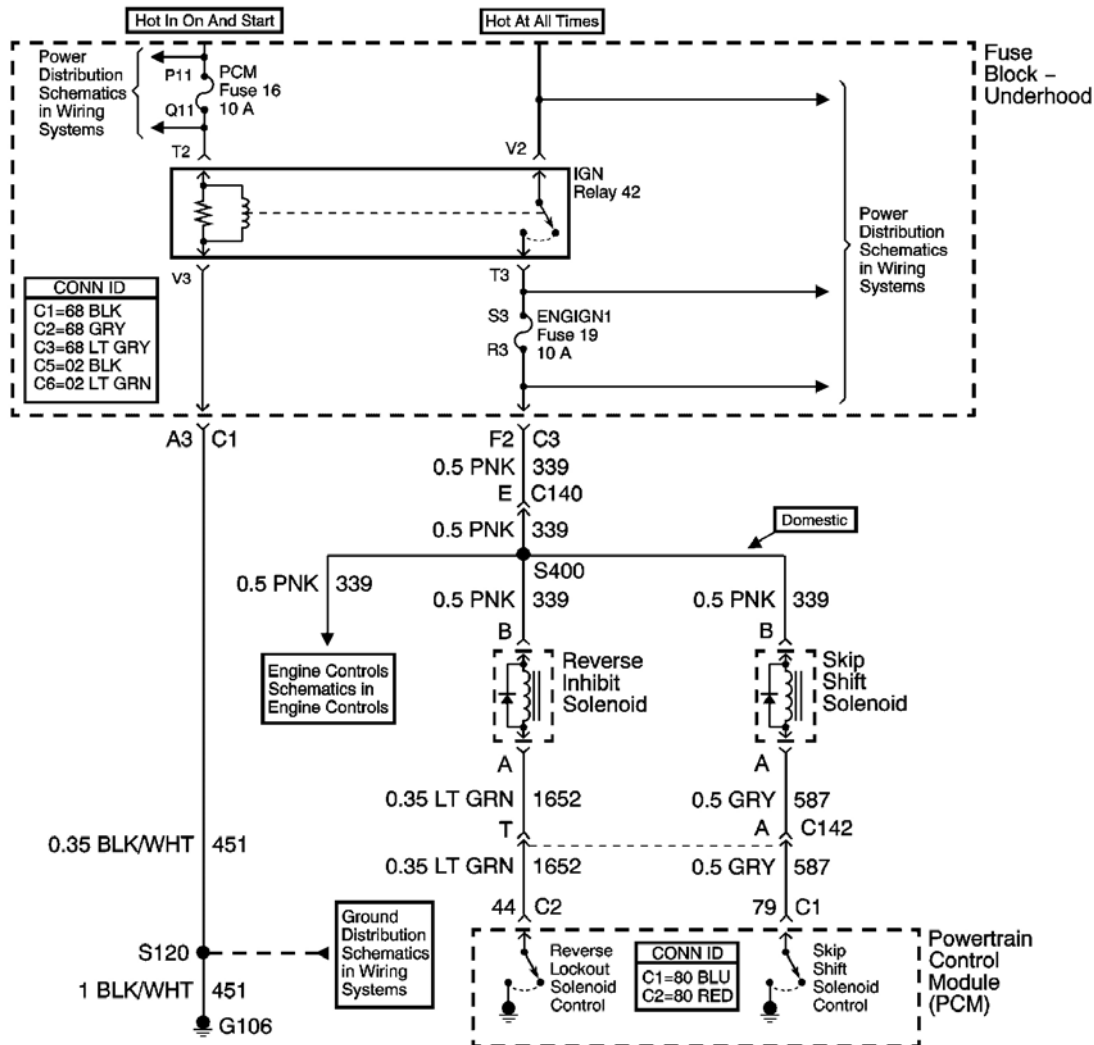 Hot In On And Start
Hot At All Times
Power
Distribution
Schematics
in Wiring
Systems
P11
Q11
PCM
Fuse 16
10 A
Fuse
Block –
Underhood
T2
V2
IGN
Relay 42
Power
Distribution
Schematics
in Wiring
Systems
V3
T3
CONN ID
C1=68 BLK
C2=68 GRY
C3=68 LT GRY
C5=02 BLK
C6=02 LT GRN
S3
R3
ENGIGN1
Fuse 19
10 A
A3 C1
F2 C3
0.5 PNK 339
E C140
0.5 PNK 339
Domestic
S400
0.5 PNK 339
0.5 PNK 339
0.5 PNK 339
B
B
Engine Controls
Schematics in
Engine Controls
Reverse
Inhibit
Solenoid
Skip
Shift
Solenoid
A
A
0.35 LT GRN 1652
0.5 GRY 587
T
A C142
0.35 BLK/WHT 451
0.35 LT GRN 1652
0.5 GRY 587
44 C2
79 C1
S120
Ground
Distribution
Schematics
in Wiring
Systems
1 BLK/WHT 451
G106
Reverse
Lockout
Solenoid
Control
CONN ID
C1=80 BLU
C2=80 RED
Skip
Shift
Solenoid
Control
Powertrain
Control
Module
(PCM)